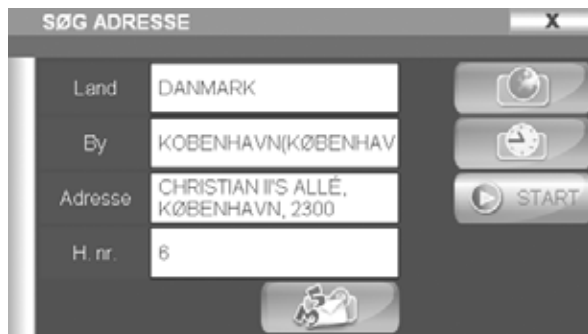 SØG ADRESSE
X
Land
DANMARK
By
KOBENHAVN(KØBENHAV
Adresse
CHRISTIAN II'S ALLÉ,
KØBENHAVN, 2300
START
H. nr.
6